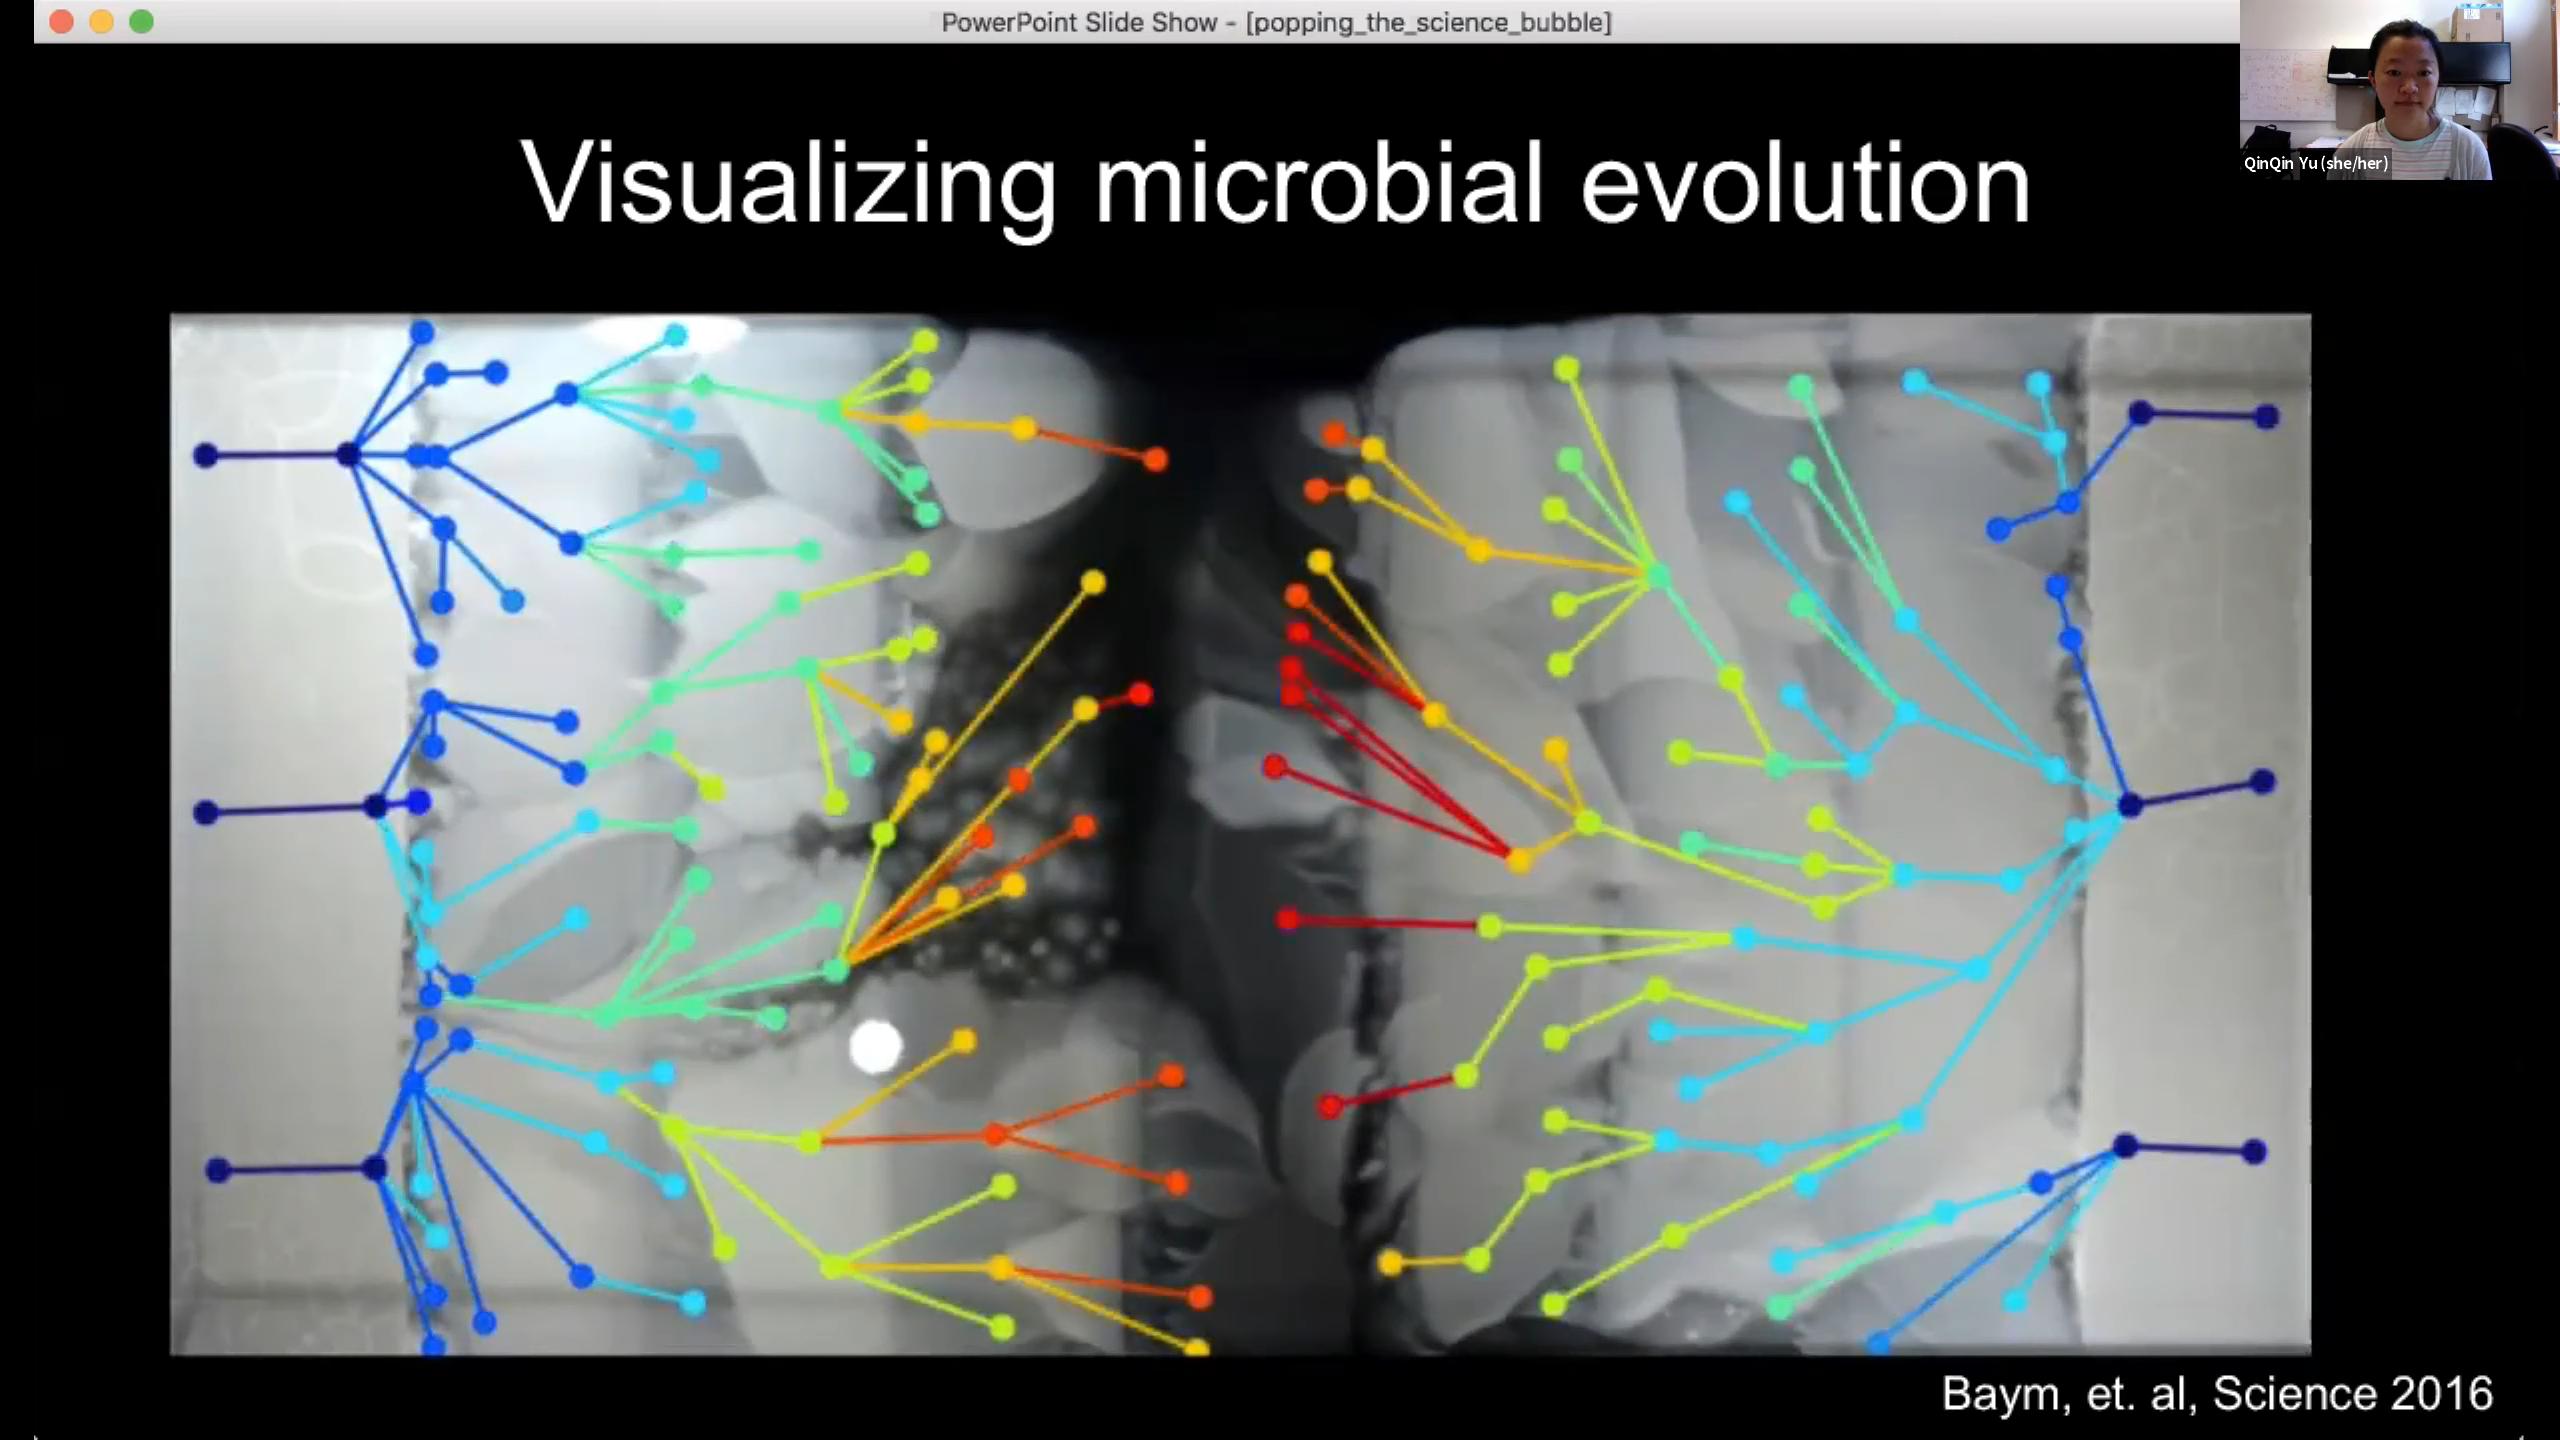 PowerPoint Slide Show - [popping_the_science_bubble]
QinQin Yu (she/her)
Visualizing microbial evolution
Baym, et. al, Science 2016